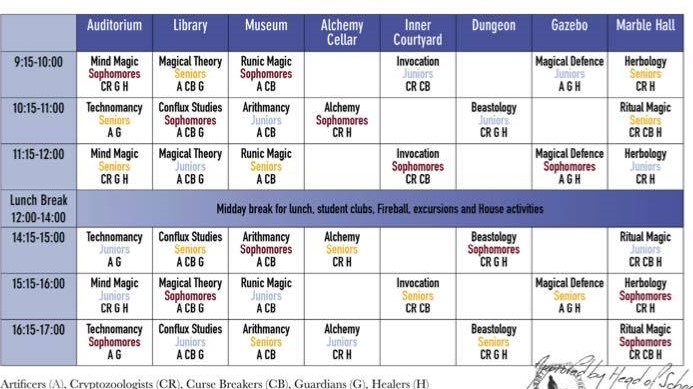 Auditorium Library Museum Alchemy Cellar Inner Courtyard Dungeon Gazebo Marble Hall
9:15-10:00
Mind Magic Magical Theory Runic Magic Invocation Magical Defence Herbology
Sophomores Seniors Sophomores Juniors Juniors Seniors
CR G H A CB G A CB CR CB A G H CR H
10:15-11:00
Technomancy Conflux Studies Arithmancy Alchemy Beastology Ritual Magic
Seniors Sophomores Juniors Sophomores Juniors Seniors
A G A CB G A CB CR H CR G H CR CB H
11:15-12:00
Mind Magic Magical Theory Runic Magic Invocation Magical Defence Herbology
Seniors Juniors Seniors Sophomores Sophomores Juniors
CR G H A CB G A CB CR CB A G H CR H
Lunch Break
12:00-14:00
Midday break for lunch, student clubs, Fireball, excursions and House activities
14:15-15:00
Technomancy Conflux Studies Arithmancy Alchemy Beastology Ritual Magic
Juniors Seniors Sophomores Seniors Sophomores Juniors
A G A CB G A CB CR H CR G H CR CB H
15:15-16:00
Mind Magic Magical Theory Runic Magic Invocation Magical Defence Herbology
Juniors Sophomores Juniors Seniors Seniors Sophomores
CR G H A CB G A CB CR CB A G H CR H
16:15-17:00
Technomancy Conflux Studies Arithmancy Alchemy Beastology Ritual Magic
Sophomores Juniors Seniors Juniors Seniors Sophomores
A G A CB G A CB CR H CR G H CR CB H
Artificers (A), Cryptozoologists (CR), Curse Breakers (CB), Guardians (G), Healers (H)
by Head of